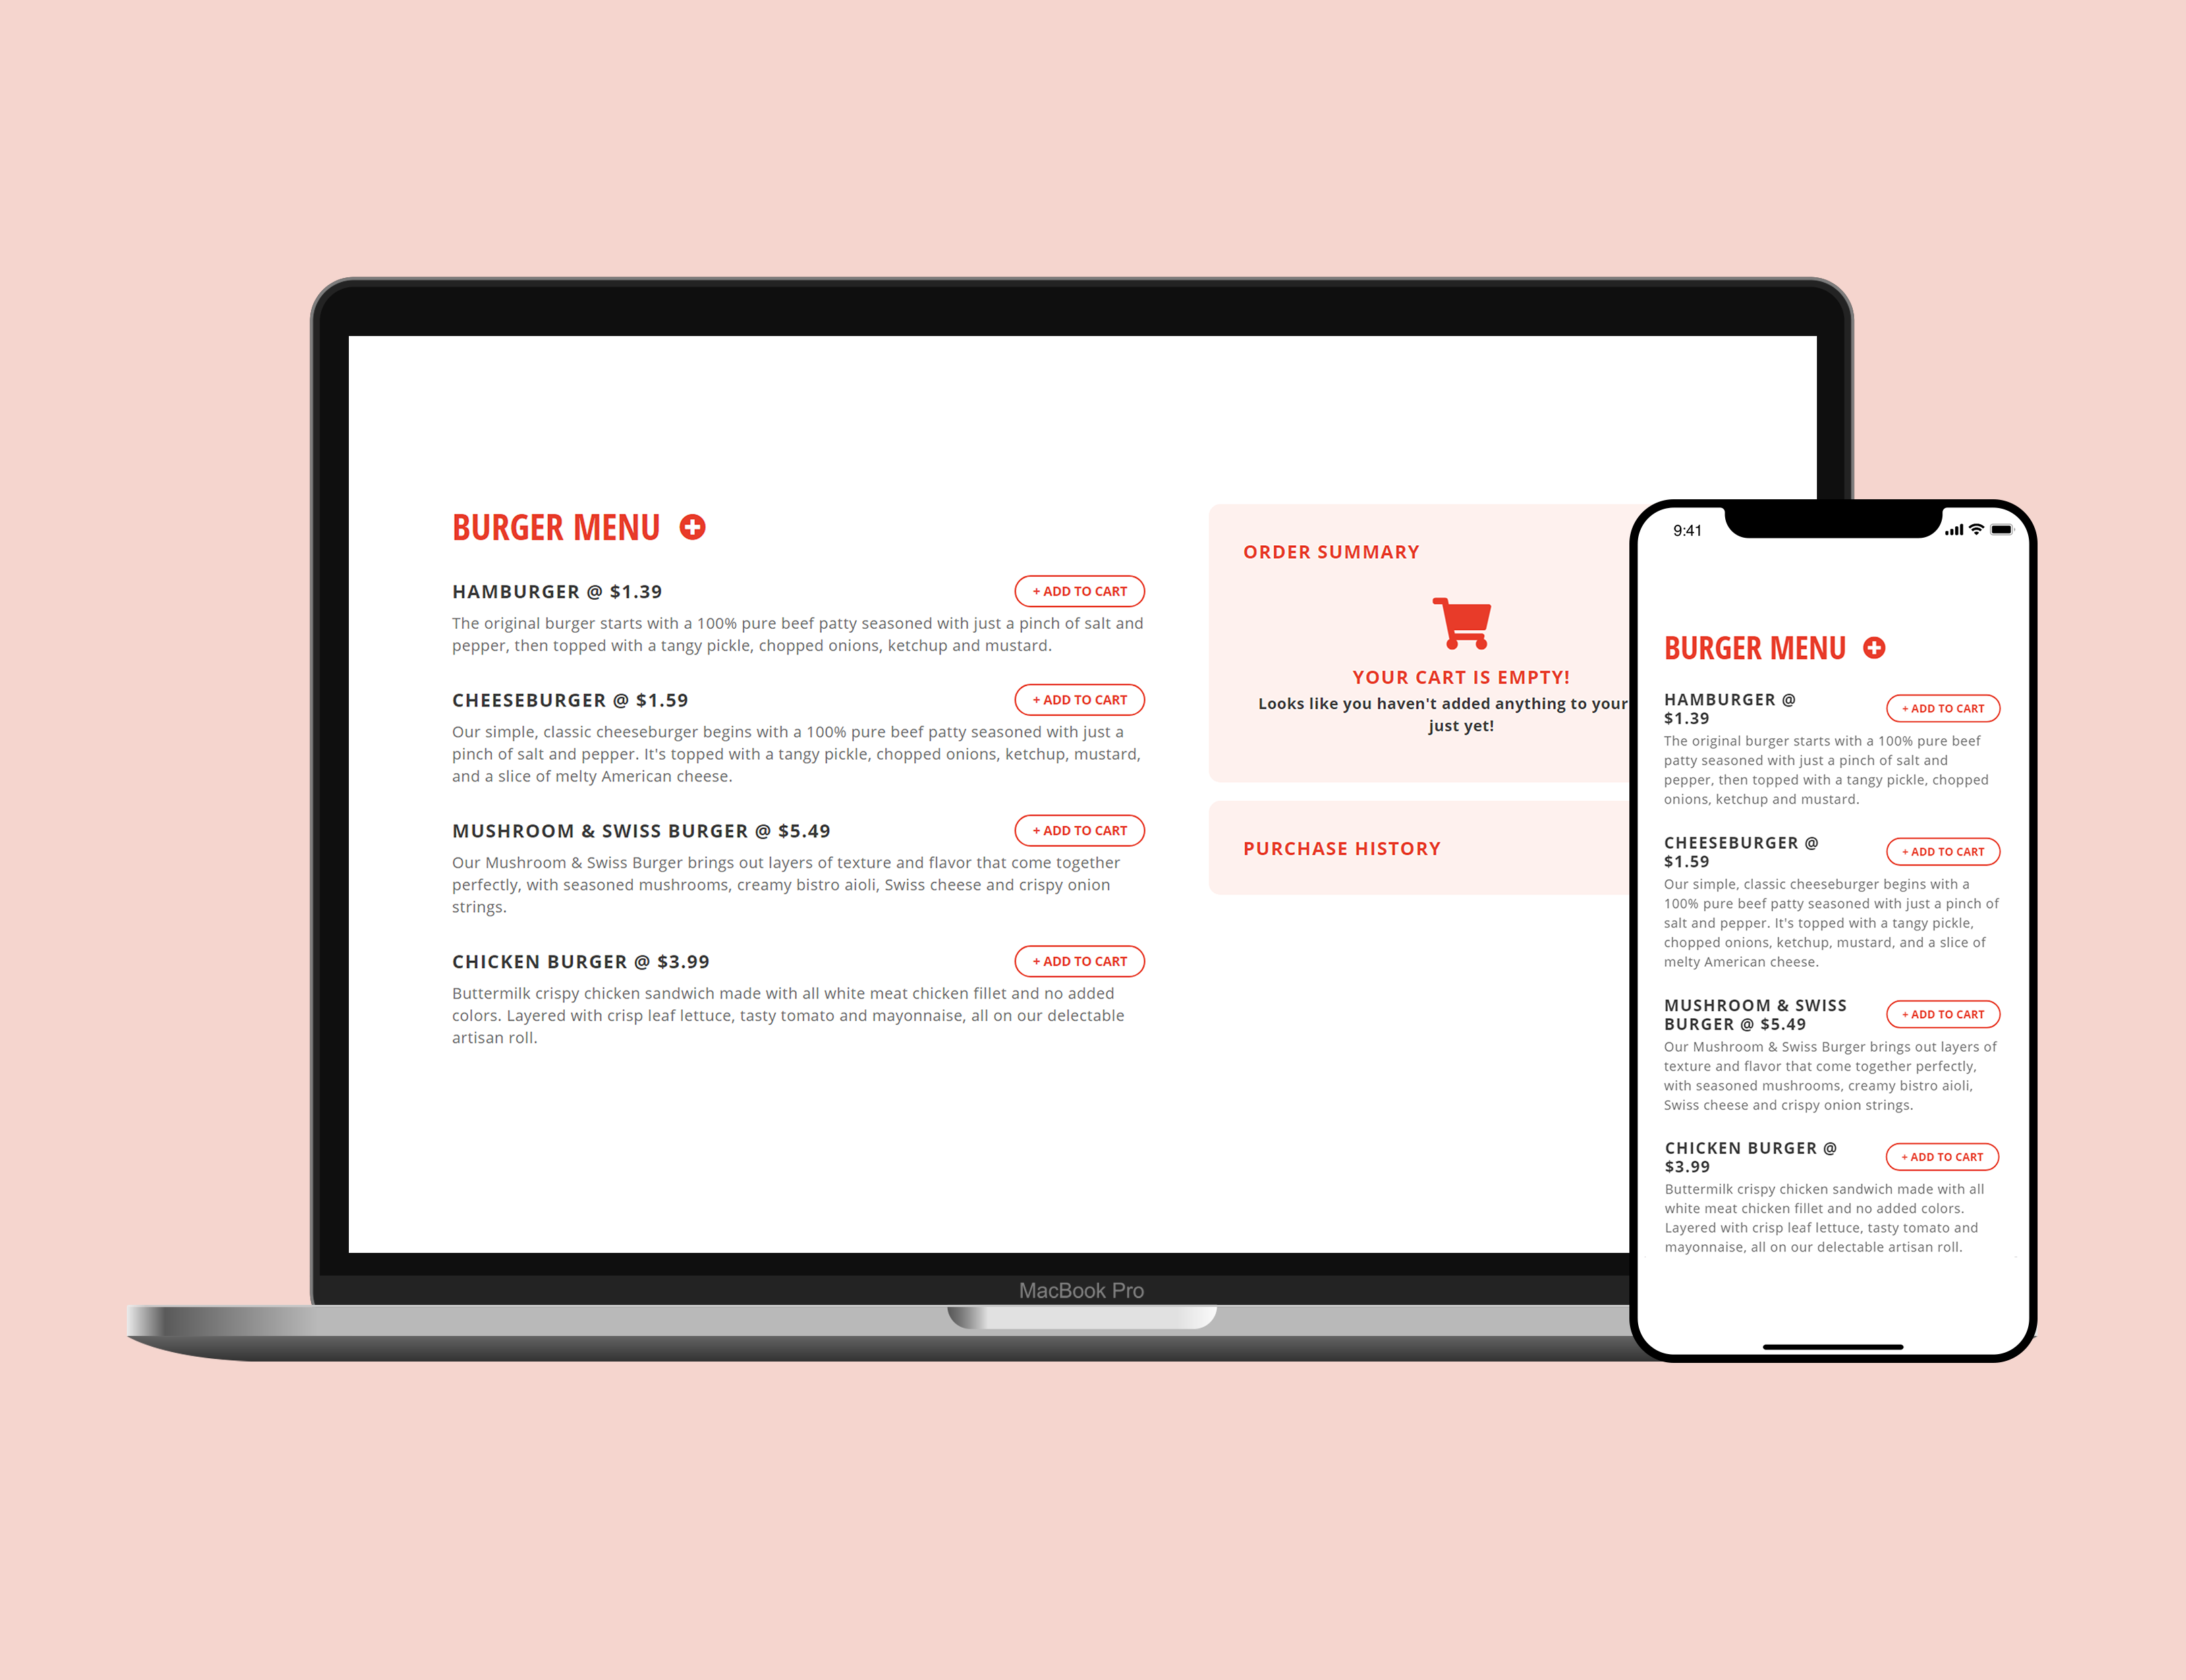 BURGER MENU
HAMBURGER @ $1.39
+ ADD TO CART
The original burger starts with a 100% pure beef patty seasoned with just a pinch of salt and
pepper, then topped with a tangy pickle, chopped onions, ketchup and mustard.
CHEESEBURGER @ $1.59
+ ADD TO CART
Our simple, classic cheeseburger begins with a 100% pure beef patty seasoned with just a
pinch of salt and pepper. It's topped with a tangy pickle, chopped onions, ketchup, mustard,
and a slice of melty American cheese.
MUSHROOM & SWISS BURGER @ $5.49
+ ADD TO CART
Our Mushroom & Swiss Burger brings out layers of texture and flavor that come together
perfectly, with seasoned mushrooms, creamy bistro aioli, Swiss cheese and crispy onion
strings.
CHICKEN BURGER @ $3.99
+ ADD TO CART
Buttermilk crispy chicken sandwich made with all white meat chicken fillet and no added
colors. Layered with crisp leaf lettuce, tasty tomato and mayonnaise, all on our delectable
artisan roll.
ORDER SUMMARY
YOUR CART IS EMPTY!
Looks like you haven't added anything to your
just yet!
PURCHASE HISTORY
MacBook Pro
9:41
BURGER MENU
HAMBURGER @
$1.39
+ ADD TO CART
The original burger starts with a 100% pure beef
patty seasoned with just a pinch of salt and
pepper, then topped with a tangy pickle, chopped
onions, ketchup and mustard.
CHEESEBURGER @
$1.59
+ ADD TO CART
Our simple, classic cheeseburger begins with a
100% pure beef patty seasoned with just a pinch of
salt and pepper. It's topped with a tangy pickle,
chopped onions, ketchup, mustard, and a slice of
melty American cheese.
MUSHROOM & SWISS
BURGER @ $5.49
+ ADD TO CART
Our Mushroom & Swiss Burger brings out layers of
texture and flavor that come together perfectly,
with seasoned mushrooms, creamy bistro aioli,
Swiss cheese and crispy onion strings.
CHICKEN BURGER @
$3.99
+ ADD TO CART
Buttermilk crispy chicken sandwich made with all
white meat chicken fillet and no added colors.
Layered with crisp leaf lettuce, tasty tomato and
mayonnaise, all on our delectable artisan roll.